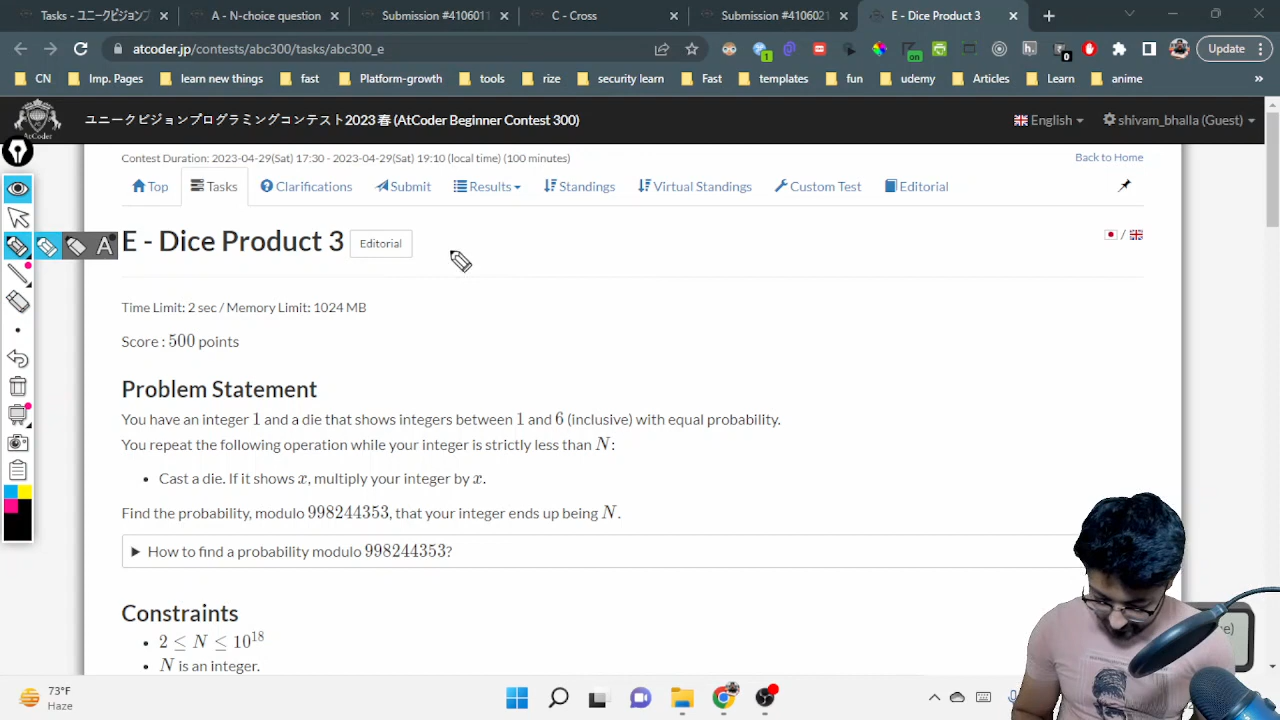 Tasks - ユニークビジョンプ
A - N-choice question
Submission #4106011
C - Cross
Submission #4106021
E - Dice Product 3
atcoder.jp/contests/abc300/tasks/abc300_e
1
on
0
Update
CN
Imp. Pages
learn new things
fast
Platform-growth
tools
rize
security learn
Fast
templates
fun
udemy
Articles
Learn
anime
»
AtCoder
ユニークビジョンプログラミングコンテスト2023 春 (AtCoder Beginner Contest 300)
English
shivam_bhalla (Guest)
Contest Duration: 2023-04-29(Sat) 17:30 - 2023-04-29(Sat) 19:10 (local time) (100 minutes)
Back to Home
Top
Tasks
Clarifications
Submit
Results
Standings
Virtual Standings
Custom Test
Editorial
A
E - Dice Product 3
Editorial
/
Time Limit: 2 sec / Memory Limit: 1024 MB
Score : 500 points
Problem Statement
You have an integer 1 and a die that shows integers between 1 and 6 (inclusive) with equal probability.
You repeat the following operation while your integer is strictly less than N:
• Cast a die. If it shows x, multiply your integer by x.
Find the probability, modulo 998244353, that your integer ends up being N.
▶ How to find a probability modulo 998244353?
Constraints
• 2 ≤ N ≤ 10^18
• N is an integer.
73°F
Haze